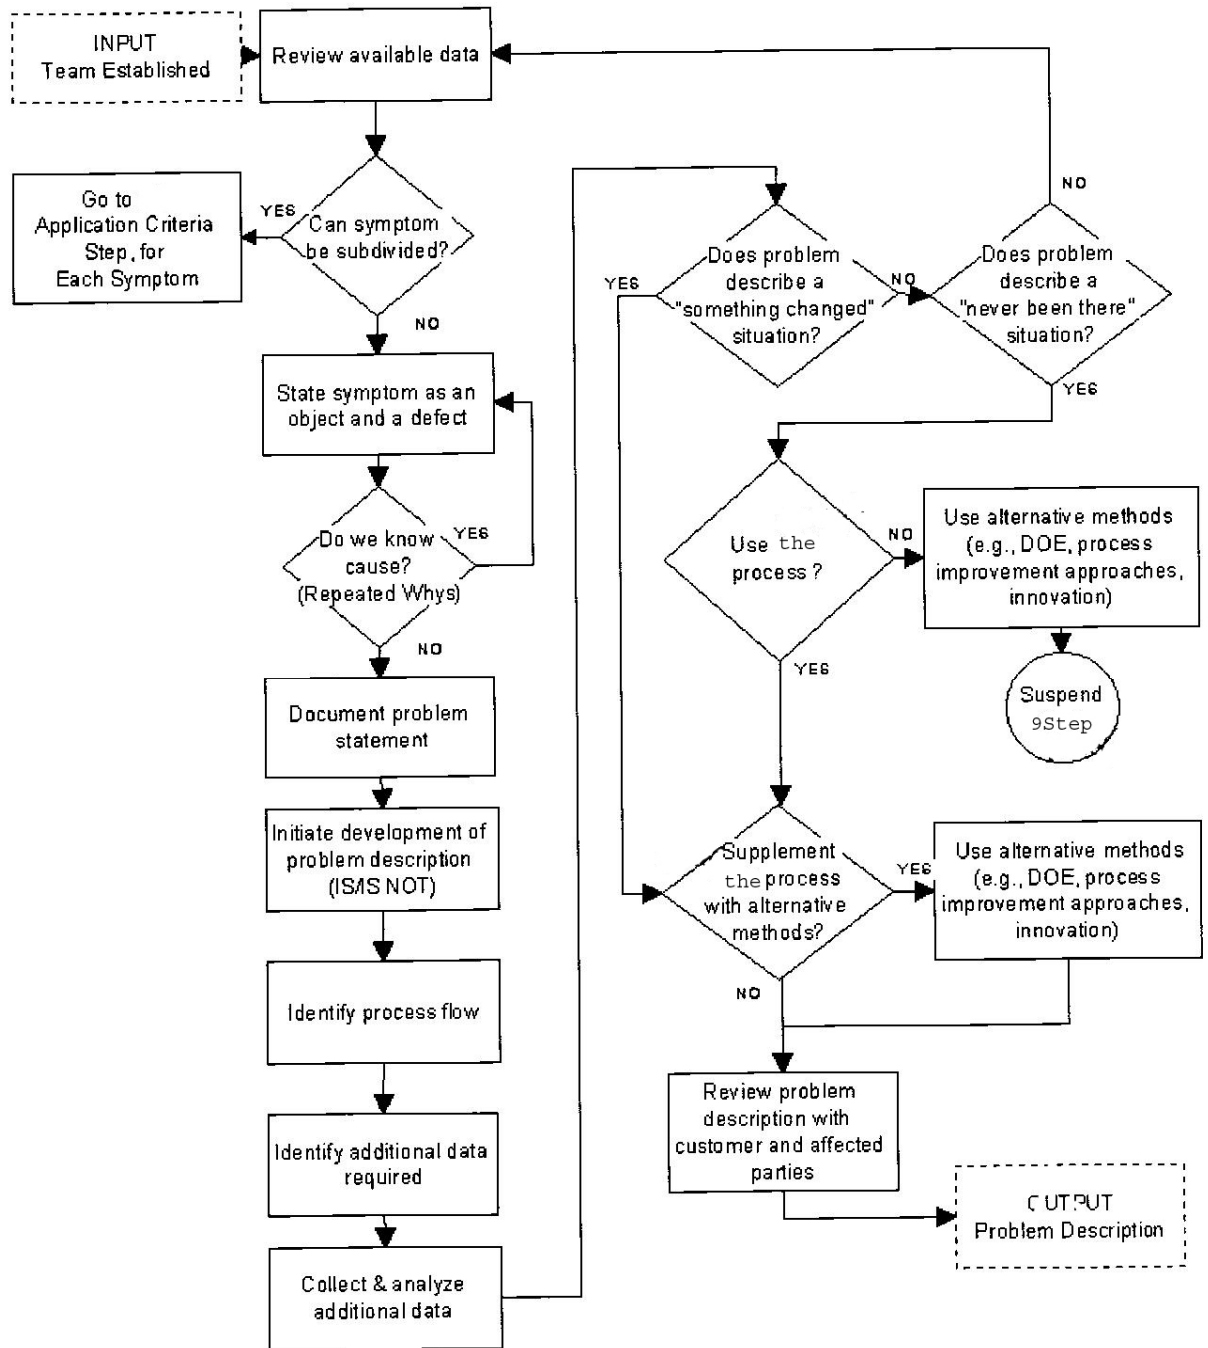 INPUT
Team Established
Review available data
Go to
Application Criteria
Step, for
Each Symptom
YES
Can symptom
be subdivided?
NO
State symptom as an
object and a defect
Do we know
cause?
(Repeated Whys)
YES
NO
Document problem
statement
Initiate development of
problem description
(IS/IS NOT)
Identify process flow
Identify additional data
required
Collect & analyze
additional data
Does problem
describe a
"something changed"
situation?
YES
NO
Does problem
describe a
"never been there"
situation?
NO
YES
Use the
process?
NO
Use alternative methods
(e.g., DOE, process
improvement approaches,
innovation)
Suspend
9Step
YES
Supplement
the process
with alternative
methods?
YES
Use alternative methods
(e.g., DOE, process
improvement approaches,
innovation)
NO
Review problem
description with
customer and affected
parties
OUTPUT
Problem Description